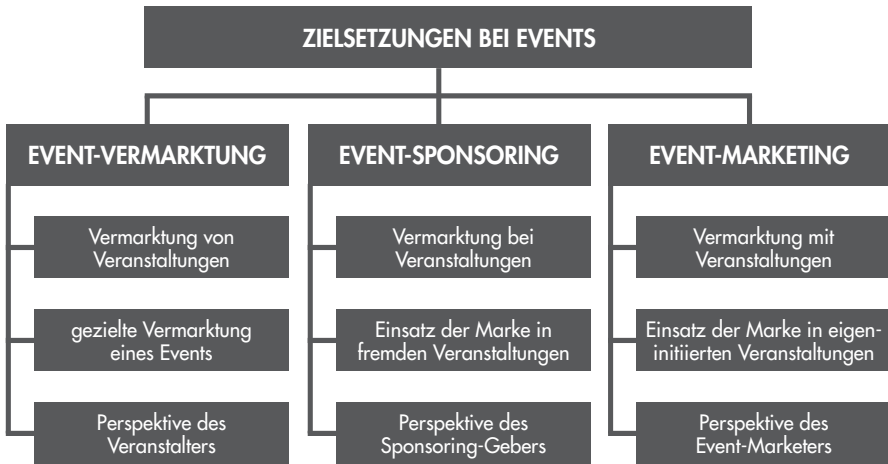 ZIELSETZUNGEN BEI EVENTS
EVENT-VERMARKTUNG
Vermarktung von
Veranstaltungen
gezielte Vermarktung
eines Events
Perspektive des
Veranstalters
EVENT-SPONSORING
Vermarktung bei
Veranstaltungen
Einsatz der Marke in
fremden Veranstaltungen
Perspektive des
Sponsoring-Gebers
EVENT-MARKETING
Vermarktung mit
Veranstaltungen
Einsatz der Marke in eigen-
initiierten Veranstaltungen
Perspektive des
Event-Marketers